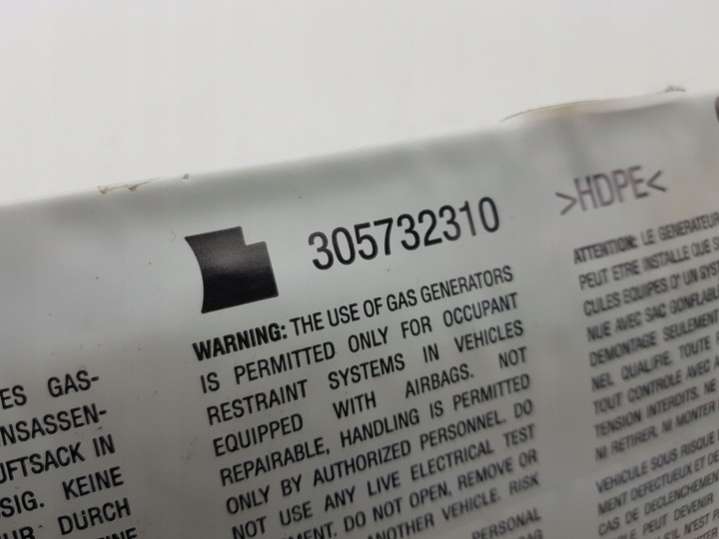 305732310
>HDPE<
WARNING: THE USE OF GAS GENERATORS
IS PERMITTED ONLY FOR OCCUPANT
RESTRAINT SYSTEMS IN VEHICLES
EQUIPPED WITH AIRBAGS. NOT
REPAIRABLE, HANDLING IS PERMITTED
ONLY BY AUTHORIZED PERSONNEL. DO
NOT USE ANY LIVE ELECTRICAL TEST
DO NOT OPEN, REMOVE OR
ANOTHER VEHICLE. RISK
PERSONAL
ES GAS-
NSASSEN-
UFTSACK IN
SIG. KEINE
DURCH
ATTENTION: LE GENERATEUR
PEUT ETRE INSTALLE QUE
CULES EQUIPES D' UN
NUE AVEC SAC GONFLABL
DEMONTAGE SEULEMENT
NEL QUALIFIE. TOUTE
TOUT CONTROLE AVEC
TENSION INTERDITS. NE
NI RETIRER, NI MONTER
VEHICULE SOUS RISQUE
MENT DEFECTUEUX ET DE
CAS DE DECLENCHEMENT
PEUT DEVENIR